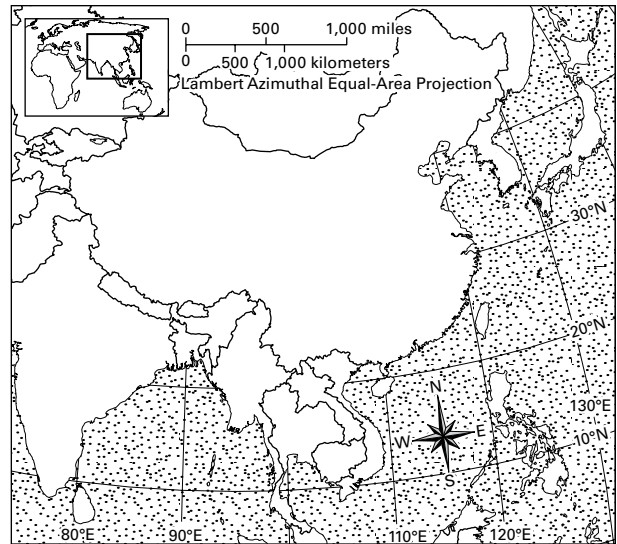 0 500 1,000 miles
0 500 1,000 kilometers
Lambert Azimuthal Equal-Area Projection
30°N
20°N
N
130°E
W E
10°N
S
80°E 90°E 110°E 120°E